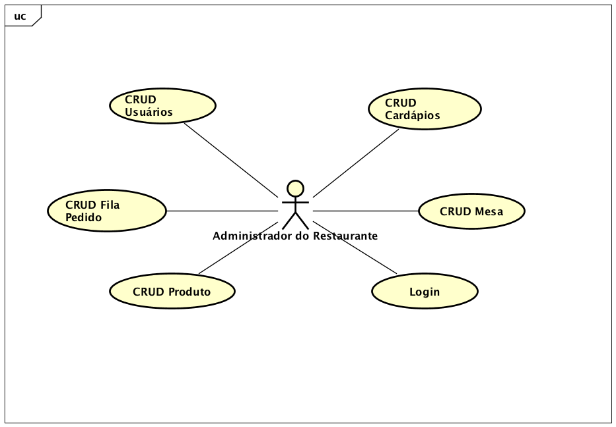 uc
CRUD
Usuários
CRUD
Cardápios
CRUD Fila
Pedido
CRUD Mesa
Administrador do Restaurante
CRUD Produto
Login